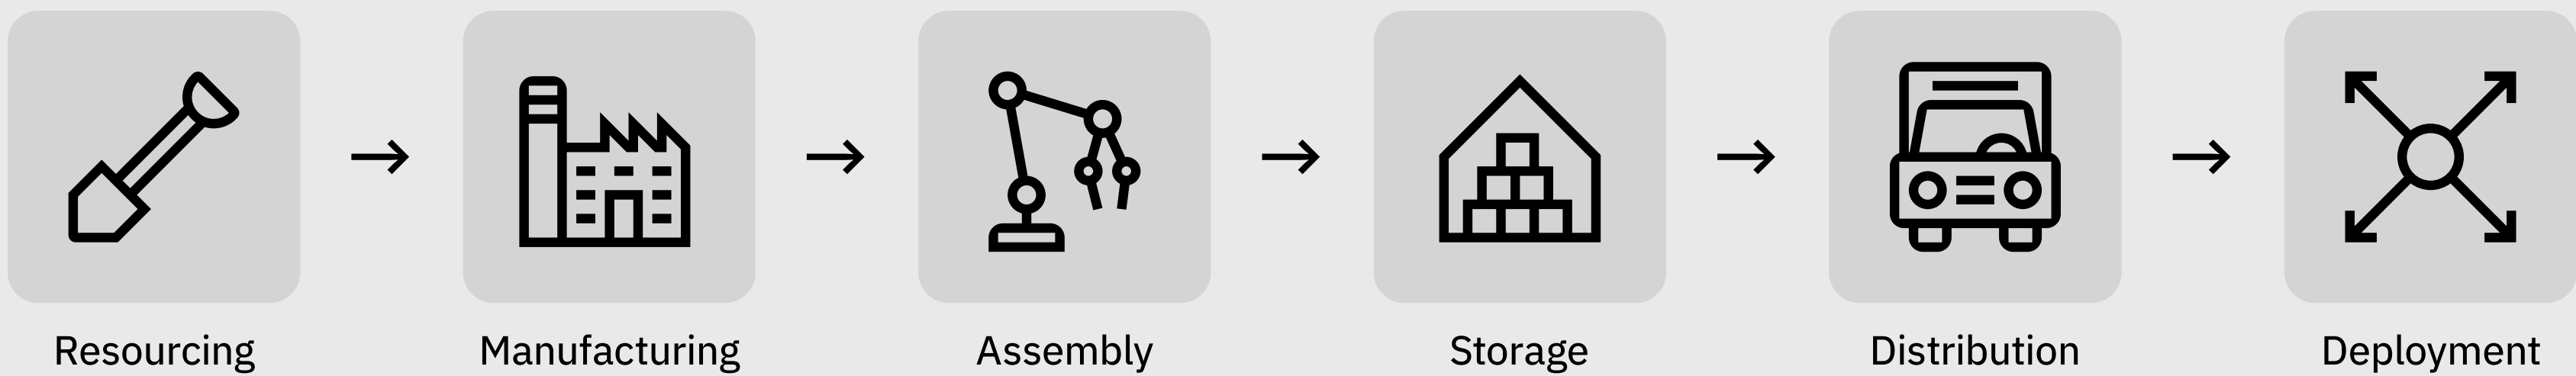 Resourcing
Manufacturing
Assembly
Storage
Distribution
Deployment